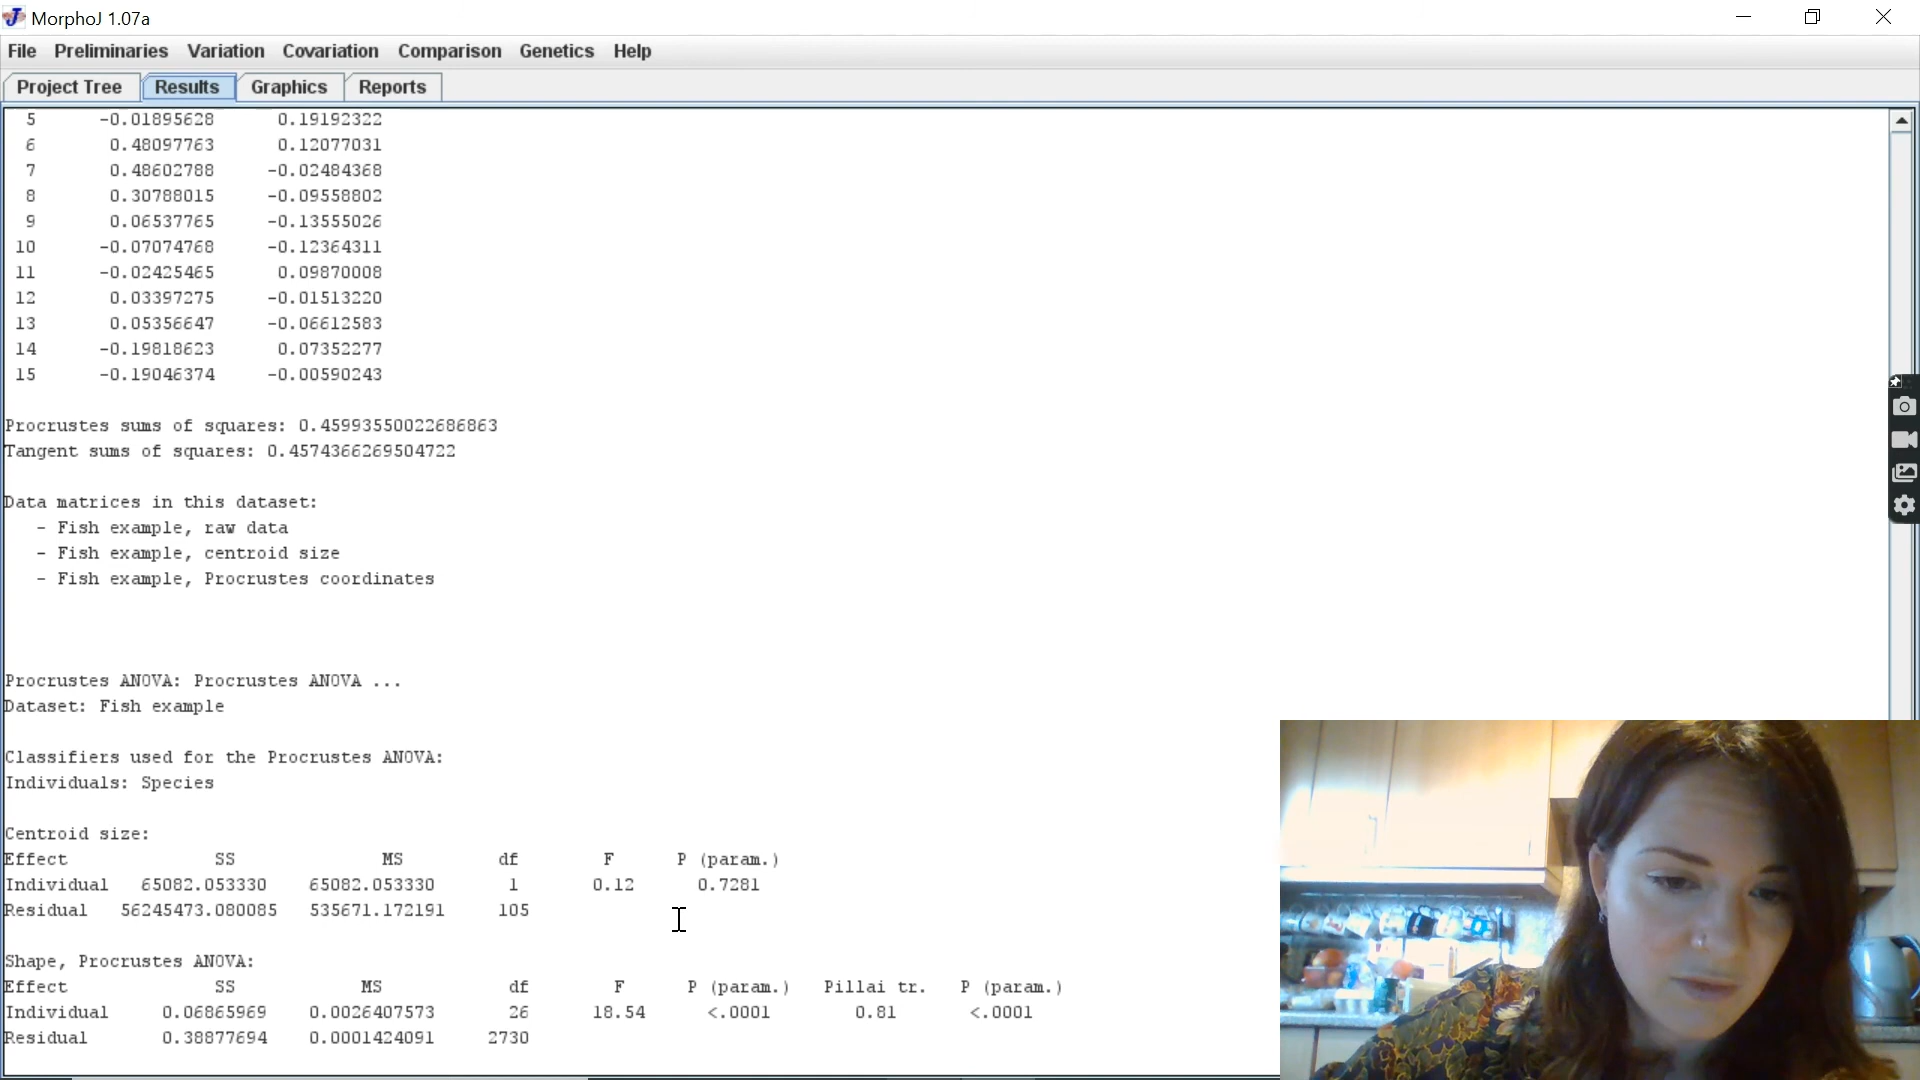 MorphoJ 1.07a
File Preliminaries Variation Covariation Comparison Genetics Help
Project Tree Results Graphics Reports
5 -0.01895628 0.19192322
6 0.48097763 0.12077031
7 0.48602788 -0.02484368
8 0.30788015 -0.09558802
9 0.06537765 -0.13555026
10 -0.07074768 -0.12364311
11 -0.02425465 0.09870008
12 0.03397275 -0.01513220
13 0.05356647 -0.06612583
14 -0.19818623 0.07352277
15 -0.19046374 -0.00590243
Procrustes sums of squares: 0.45993550022686863
Tangent sums of squares: 0.4574366269504722
Data matrices in this dataset:
- Fish example, raw data
- Fish example, centroid size
- Fish example, Procrustes coordinates
Procrustes ANOVA: Procrustes ANOVA ...
Dataset: Fish example
Classifiers used for the Procrustes ANOVA:
Individuals: Species
Centroid size:
Effect SS MS df F P (param.)
Individual 65082.053330 65082.053330 1 0.12 0.7281
Residual 56245473.080085 535671.172191 105
Shape, Procrustes ANOVA:
Effect SS MS df F P (param.) Pillai tr. P (param.)
Individual 0.06865969 0.0026407573 26 18.54 <.0001 0.81 <.0001
Residual 0.38877694 0.0001424091 2730